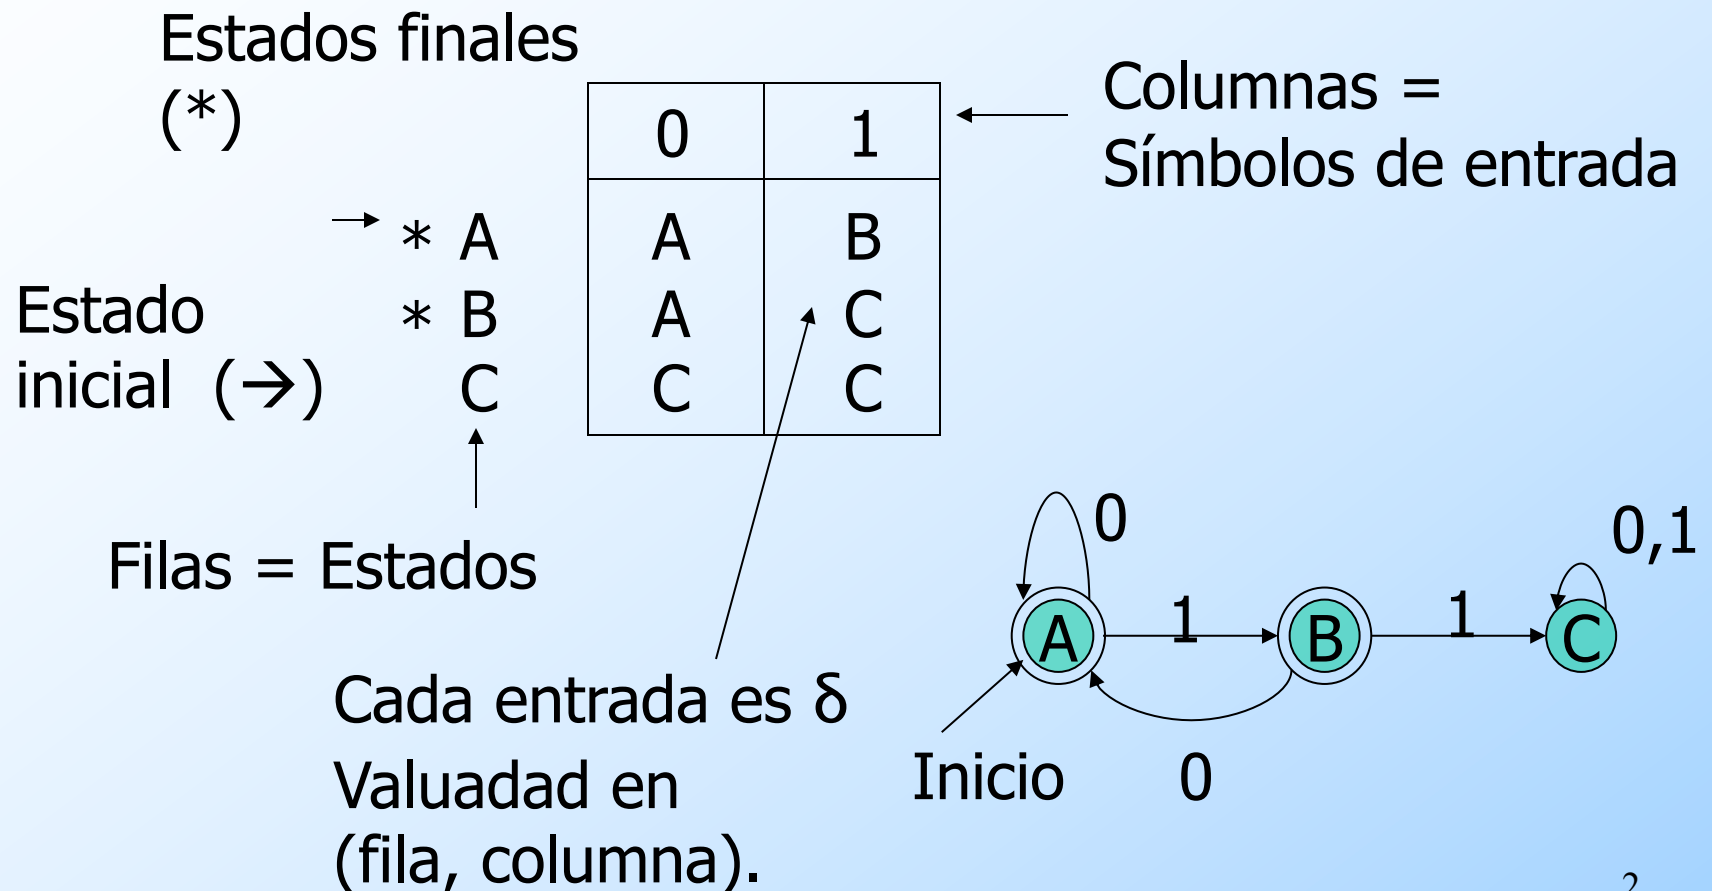 Estados finales
(*)
Columnas =
Símbolos de entrada
0 1
* A A B
* B A C
C C C
Estado
inicial (→)
Filas = Estados
Cada entrada es δ
Valuadad en
(fila, columna).
0
0,1
1
1
A B C
Inicio
0
2